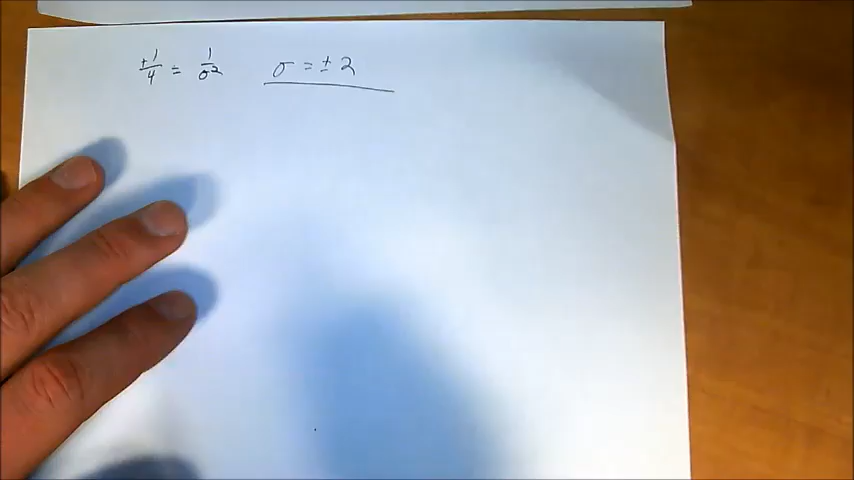 +1/4 = 1/σ² σ = ± 2